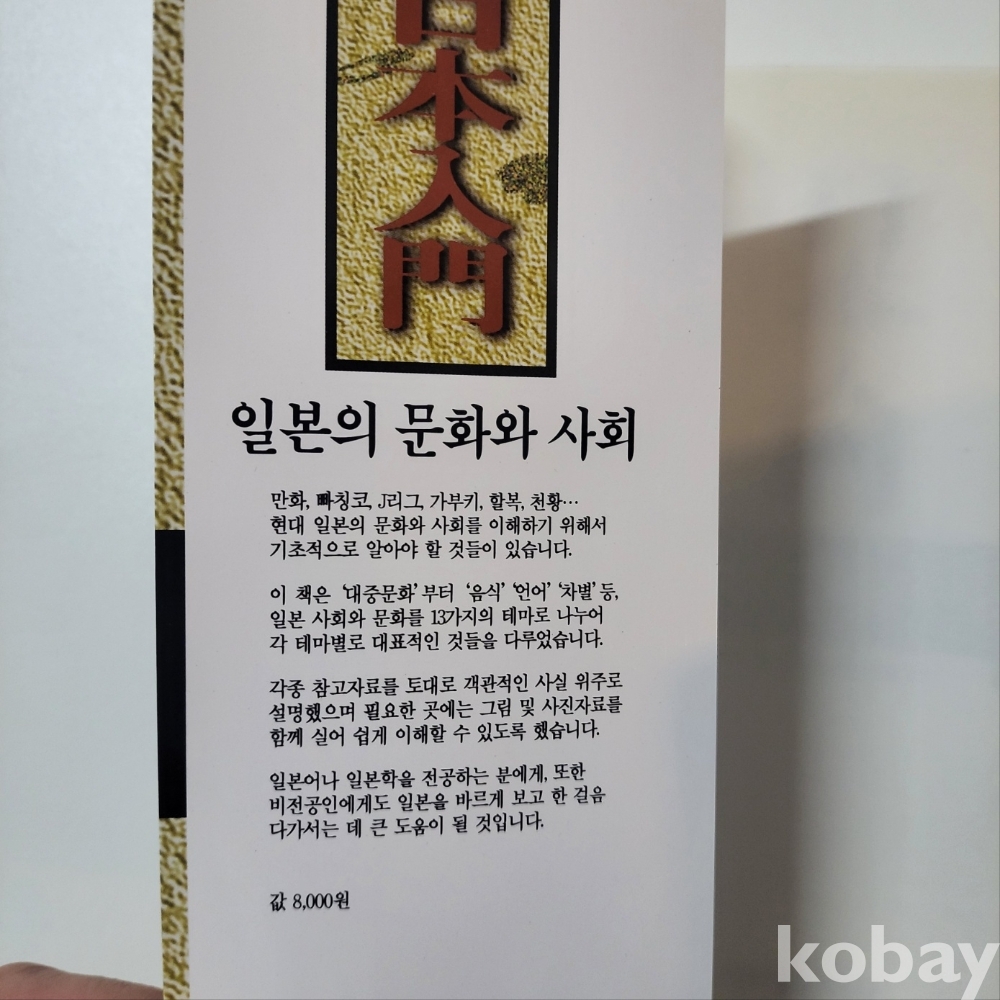 日本入門
일본의 문화와 사회
만화, 빠칭코, J리그, 가부키, 할복, 천황…
현대 일본의 문화와 사회를 이해하기 위해서
기초적으로 알아야 할 것들이 있습니다.
이 책은 '대중문화'부터 '음식' '언어' '차별' 등,
일본 사회와 문화를 13가지의 테마로 나누어
각 테마별로 대표적인 것들을 다루었습니다.
각종 참고자료를 토대로 객관적인 사실 위주로
설명했으며 필요한 곳에는 그림 및 사진자료를
함께 실어 쉽게 이해할 수 있도록 했습니다.
일본어나 일본학을 전공하는 분에게, 또한
비전공인에게도 일본을 바르게 보고 한 걸음
다가서는 데 큰 도움이 될 것입니다.
값 8,000원
kobay